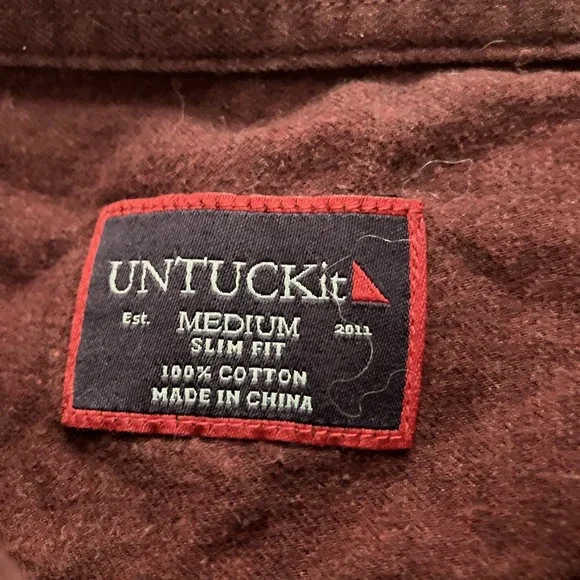 UNTUCKit
Est. MEDIUM 2011
SLIM FIT
100% COTTON
MADE IN CHINA